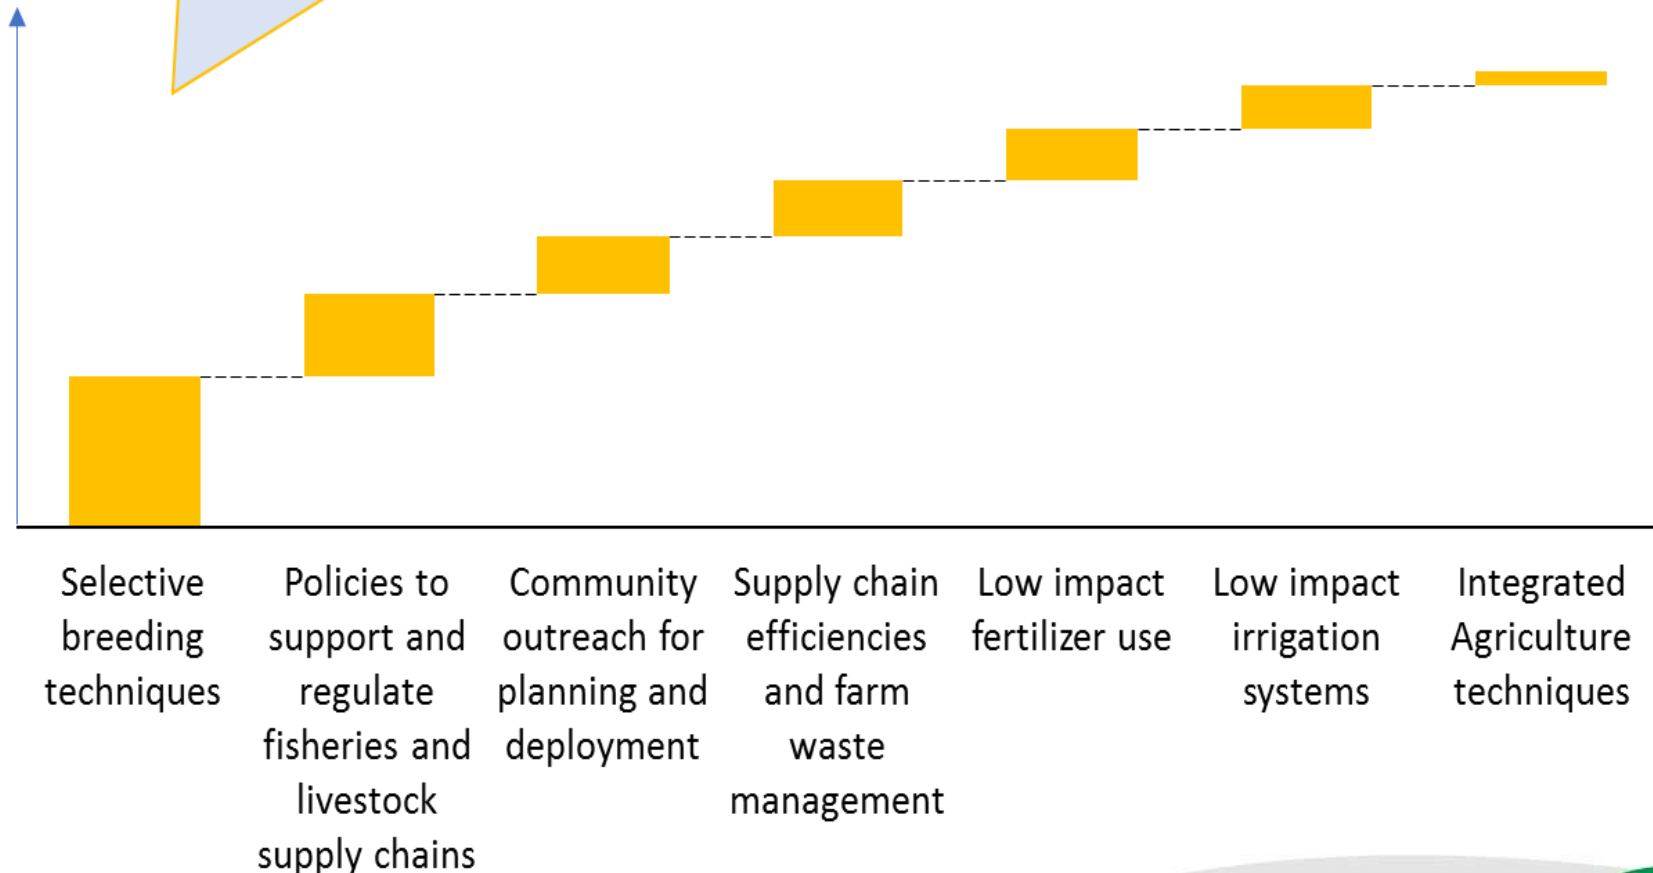 Selective
breeding
techniques
Policies to
support and
regulate
fisheries and
livestock
supply chains
Community
outreach for
planning and
deployment
Supply chain
efficiencies
and farm
waste
management
Low impact
fertilizer use
Low impact
irrigation
systems
Integrated
Agriculture
techniques